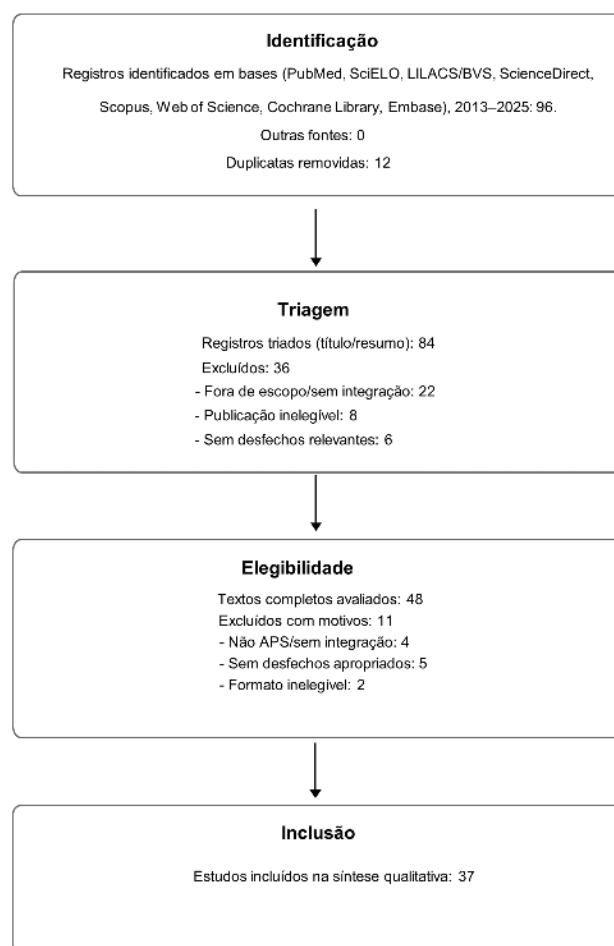 Identificação
Registros identificados em bases (PubMed, SciELO, LILACS/BVS, ScienceDirect,
Scopus, Web of Science, Cochrane Library, Embase), 2013–2025: 96.
Outras fontes: 0
Duplicatas removidas: 12
Triagem
Registros triados (título/resumo): 84
Excluídos: 36
- Fora de escopo/sem integração: 22
- Publicação inelegível: 8
- Sem desfechos relevantes: 6
Elegibilidade
Textos completos avaliados: 48
Excluídos com motivos: 11
- Não APS/sem integração: 4
- Sem desfechos apropriados: 5
- Formato inelegível: 2
Inclusão
Estudos incluídos na síntese qualitativa: 37